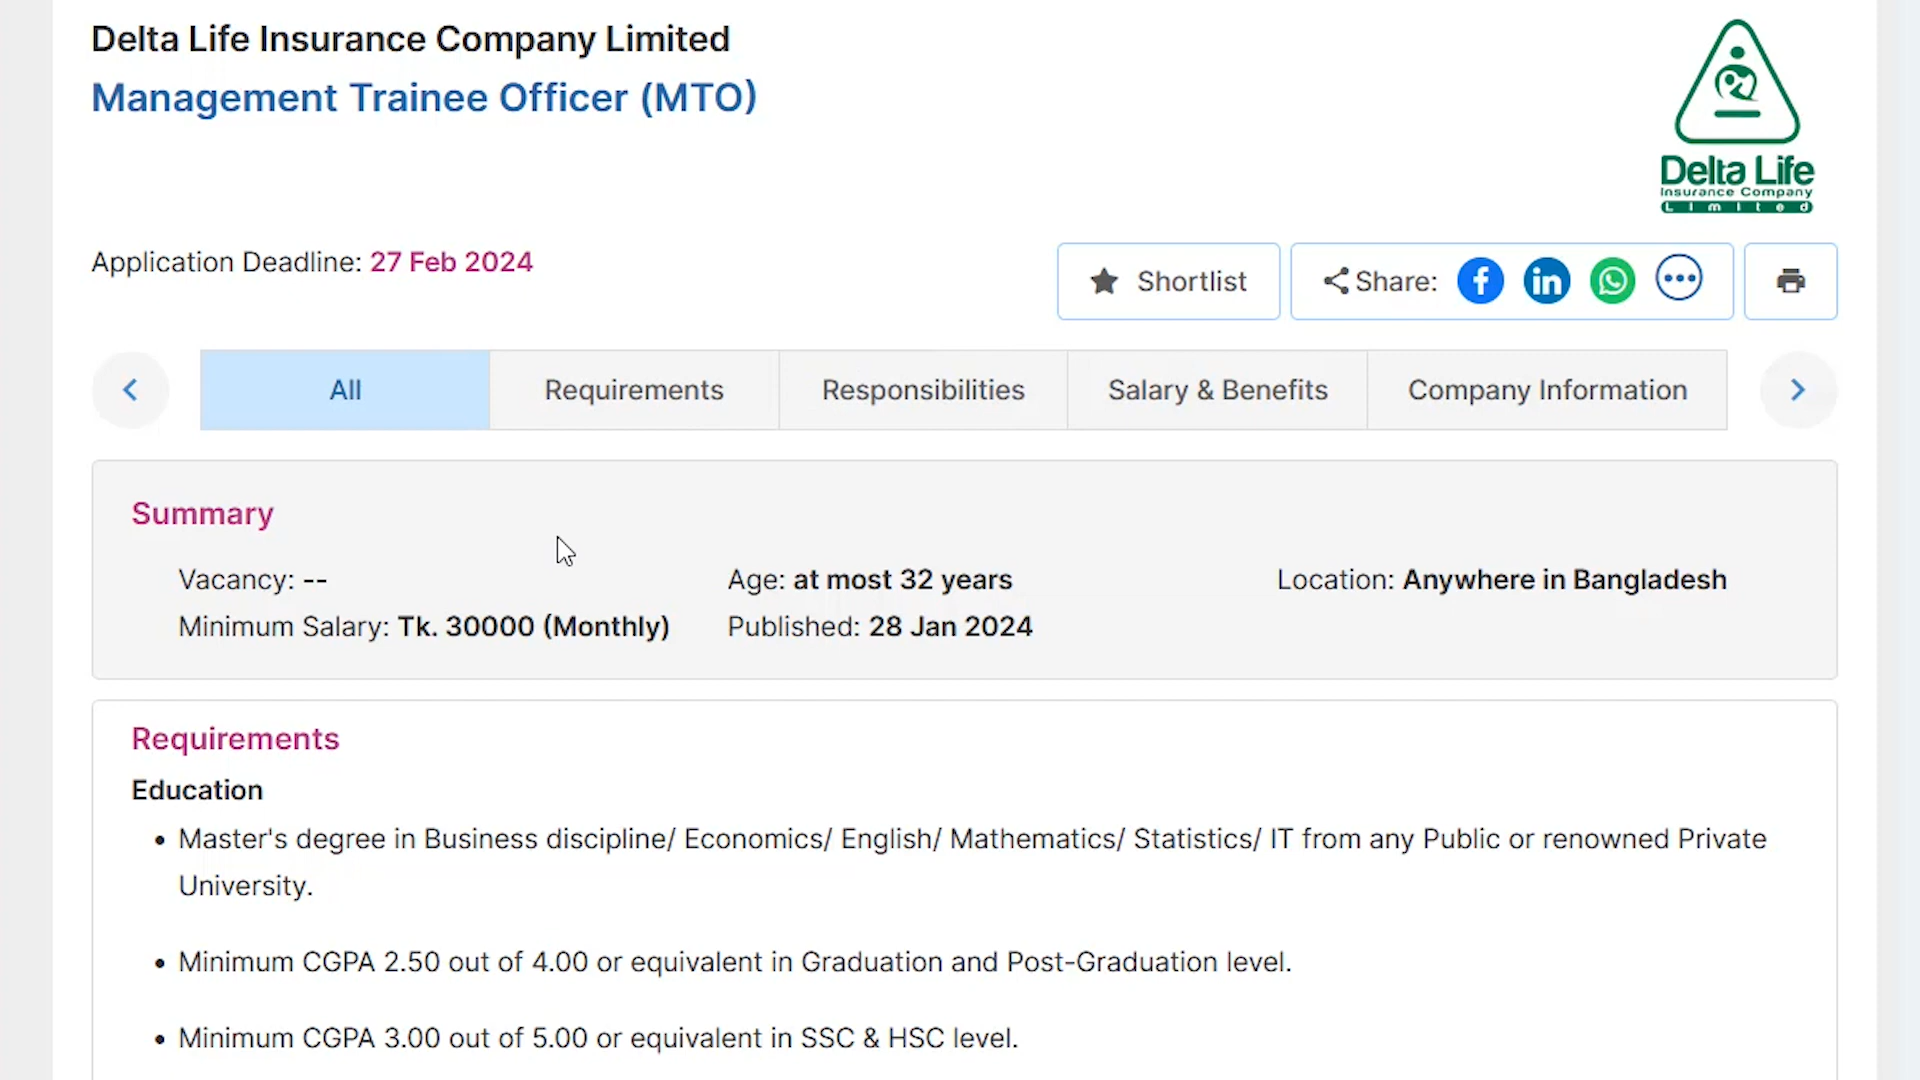 Delta Life Insurance Company Limited
Management Trainee Officer (MTO)
Delta Life
Insurance Company
Limited
Application Deadline: 27 Feb 2024
Shortlist
Share:
All
Requirements
Responsibilities
Salary & Benefits
Company Information
Summary
Vacancy: --
Age: at most 32 years
Location: Anywhere in Bangladesh
Minimum Salary: Tk. 30000 (Monthly)
Published: 28 Jan 2024
Requirements
Education
• Master's degree in Business discipline/ Economics/ English/ Mathematics/ Statistics/ IT from any Public or renowned Private
University.
• Minimum CGPA 2.50 out of 4.00 or equivalent in Graduation and Post-Graduation level.
• Minimum CGPA 3.00 out of 5.00 or equivalent in SSC & HSC level.